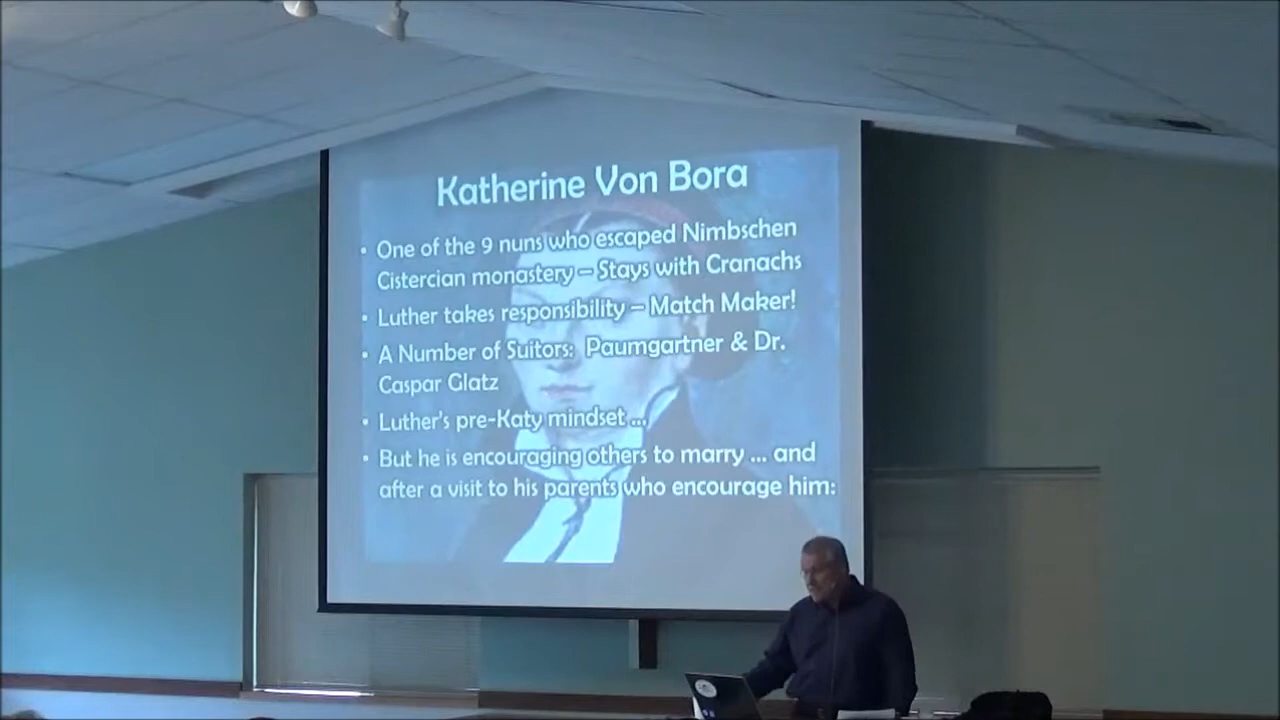 Katherine Von Bora
• One of the 9 nuns who escaped Nimbschen
Cistercian monastery – Stays with Cranachs
• Luther takes responsibility – Match Maker!
• A Number of Suitors: Paumgartner & Dr.
Caspar Glatz
• Luther's pre-Katy mindset ...
• But he is encouraging others to marry ... and
after a visit to his parents who encourage him: